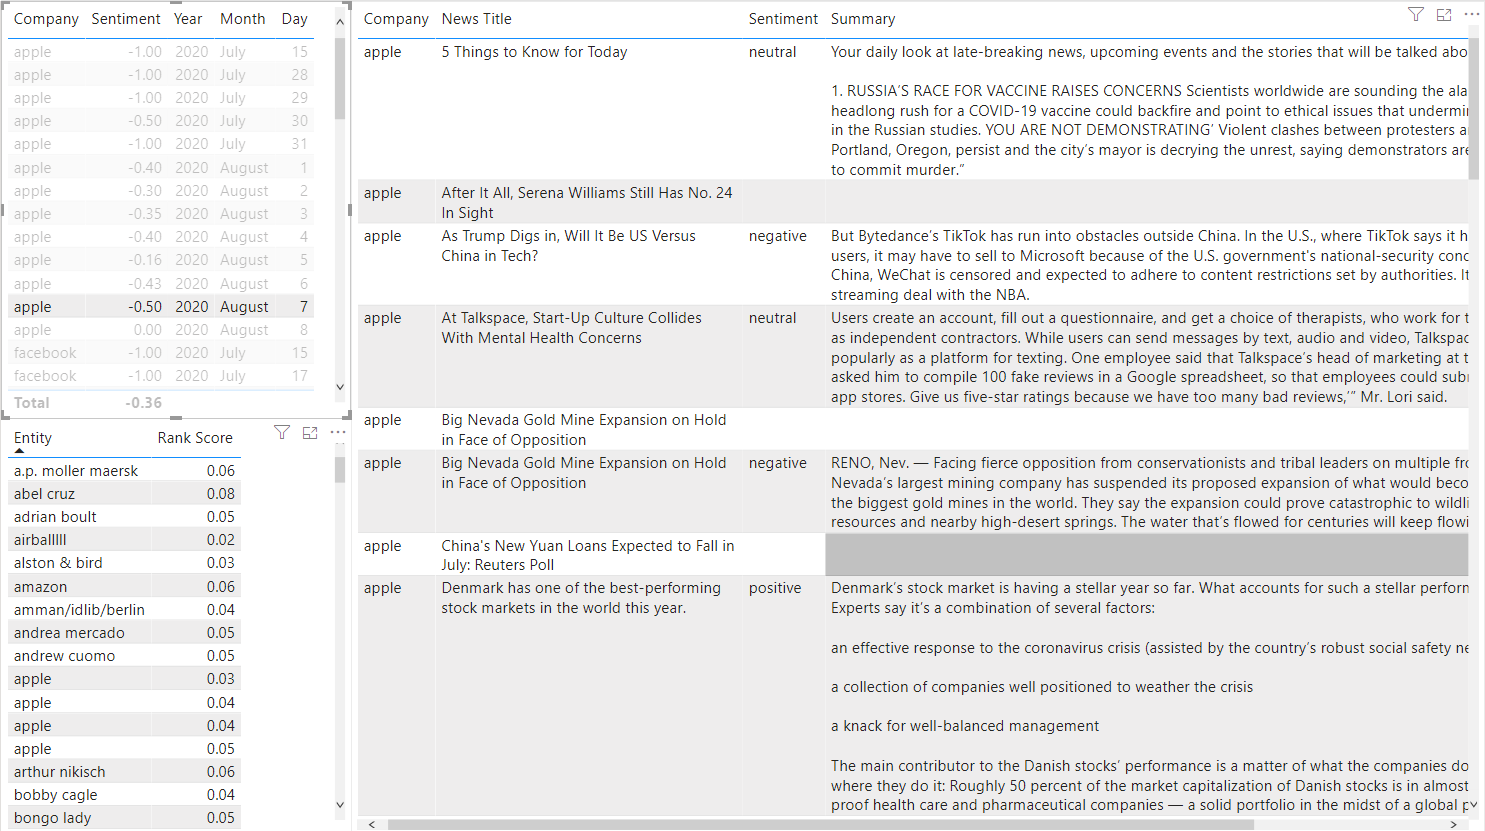 Company Sentiment Year Month Day
apple -1.00 2020 July 15
apple -1.00 2020 July 28
apple -1.00 2020 July 29
apple -0.50 2020 July 30
apple -1.00 2020 July 31
apple -0.40 2020 August 1
apple -0.30 2020 August 2
apple -0.35 2020 August 3
apple -0.40 2020 August 4
apple -0.16 2020 August 5
apple -0.43 2020 August 6
apple -0.50 2020 August 7
apple 0.00 2020 August 8
facebook -1.00 2020 July 15
facebook -1.00 2020 July 17
Total -0.36
Entity Rank Score
a.p. moller maersk 0.06
abel cruz 0.08
adrian boult 0.05
airballlll 0.02
alston & bird 0.03
amazon 0.06
amman/idlib/berlin 0.04
andrea mercado 0.05
andrew cuomo 0.05
apple 0.03
apple 0.04
apple 0.04
apple 0.05
arthur nikisch 0.06
bobby cagle 0.04
bongo lady 0.05
Company News Title Sentiment Summary
apple 5 Things to Know for Today neutral Your daily look at late-breaking news, upcoming events and the stories that will be talked abo
1. RUSSIA'S RACE FOR VACCINE RAISES CONCERNS Scientists worldwide are sounding the ala
headlong rush for a COVID-19 vaccine could backfire and point to ethical issues that undermi
in the Russian studies. YOU ARE NOT DEMONSTRATING' Violent clashes between protesters a
Portland, Oregon, persist and the city's mayor is decrying the unrest, saying demonstrators are
to commit murder."
apple After It All, Serena Williams Still Has No. 24
In Sight
apple As Trump Digs in, Will It Be US Versus negative But Bytedance's TikTok has run into obstacles outside China. In the U.S., where TikTok says it h
China in Tech? users, it may have to sell to Microsoft because of the U.S. government's national-security conc
China, WeChat is censored and expected to adhere to content restrictions set by authorities. It
streaming deal with the NBA.
apple At Talkspace, Start-Up Culture Collides neutral Users create an account, fill out a questionnaire, and get a choice of therapists, who work for t
With Mental Health Concerns as independent contractors. While users can send messages by text, audio and video, Talkspac
popularly as a platform for texting. One employee said that Talkspace's head of marketing at t
asked him to compile 100 fake reviews in a Google spreadsheet, so that employees could sub
app stores. Give us five-star ratings because we have too many bad reviews,'" Mr. Lori said.
apple Big Nevada Gold Mine Expansion on Hold
in Face of Opposition
apple Big Nevada Gold Mine Expansion on Hold negative RENO, Nev. — Facing fierce opposition from conservationists and tribal leaders on multiple fro
in Face of Opposition Nevada's largest mining company has suspended its proposed expansion of what would beco
the biggest gold mines in the world. They say the expansion could prove catastrophic to wildli
resources and nearby high-desert springs. The water that's flowed for centuries will keep flowi
apple China's New Yuan Loans Expected to Fall in
July: Reuters Poll
apple Denmark has one of the best-performing positive Denmark's stock market is having a stellar year so far. What accounts for such a stellar perform
stock markets in the world this year. Experts say it's a combination of several factors:
an effective response to the coronavirus crisis (assisted by the country's robust social safety ne
a collection of companies well positioned to weather the crisis
a knack for well-balanced management
The main contributor to the Danish stocks' performance is a matter of what the companies do
where they do it: Roughly 50 percent of the market capitalization of Danish stocks is in almost
proof health care and pharmaceutical companies — a solid portfolio in the midst of a global p